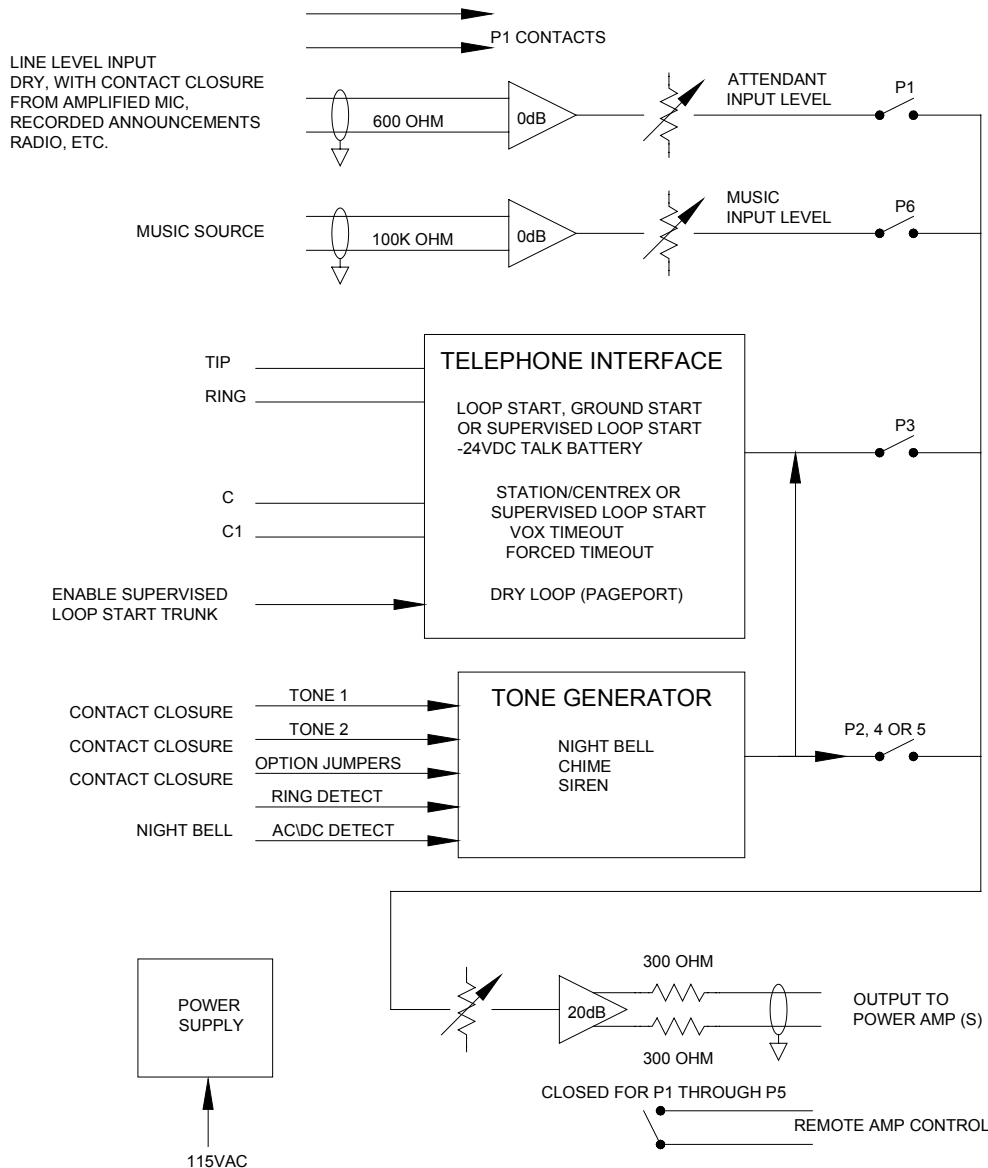 P1 CONTACTS
LINE LEVEL INPUT
DRY, WITH CONTACT CLOSURE
FROM AMPLIFIED MIC,
RECORDED ANNOUNCEMENTS
RADIO, ETC.
600 OHM
0dB
ATTENDANT
INPUT LEVEL
P1
MUSIC SOURCE
100K OHM
0dB
MUSIC
INPUT LEVEL
P6
TIP
RING
C
C1
ENABLE SUPERVISED
LOOP START TRUNK
TELEPHONE INTERFACE
LOOP START, GROUND START
OR SUPERVISED LOOP START
-24VDC TALK BATTERY
STATION/CENTREX OR
SUPERVISED LOOP START
VOX TIMEOUT
FORCED TIMEOUT
DRY LOOP (PAGEPORT)
P3
CONTACT CLOSURE
TONE 1
CONTACT CLOSURE
TONE 2
CONTACT CLOSURE
OPTION JUMPERS
RING DETECT
NIGHT BELL
AC\DC DETECT
TONE GENERATOR
NIGHT BELL
CHIME
SIREN
P2, 4 OR 5
POWER
SUPPLY
115VAC
20dB
300 OHM
300 OHM
OUTPUT TO
POWER AMP (S)
CLOSED FOR P1 THROUGH P5
REMOTE AMP CONTROL